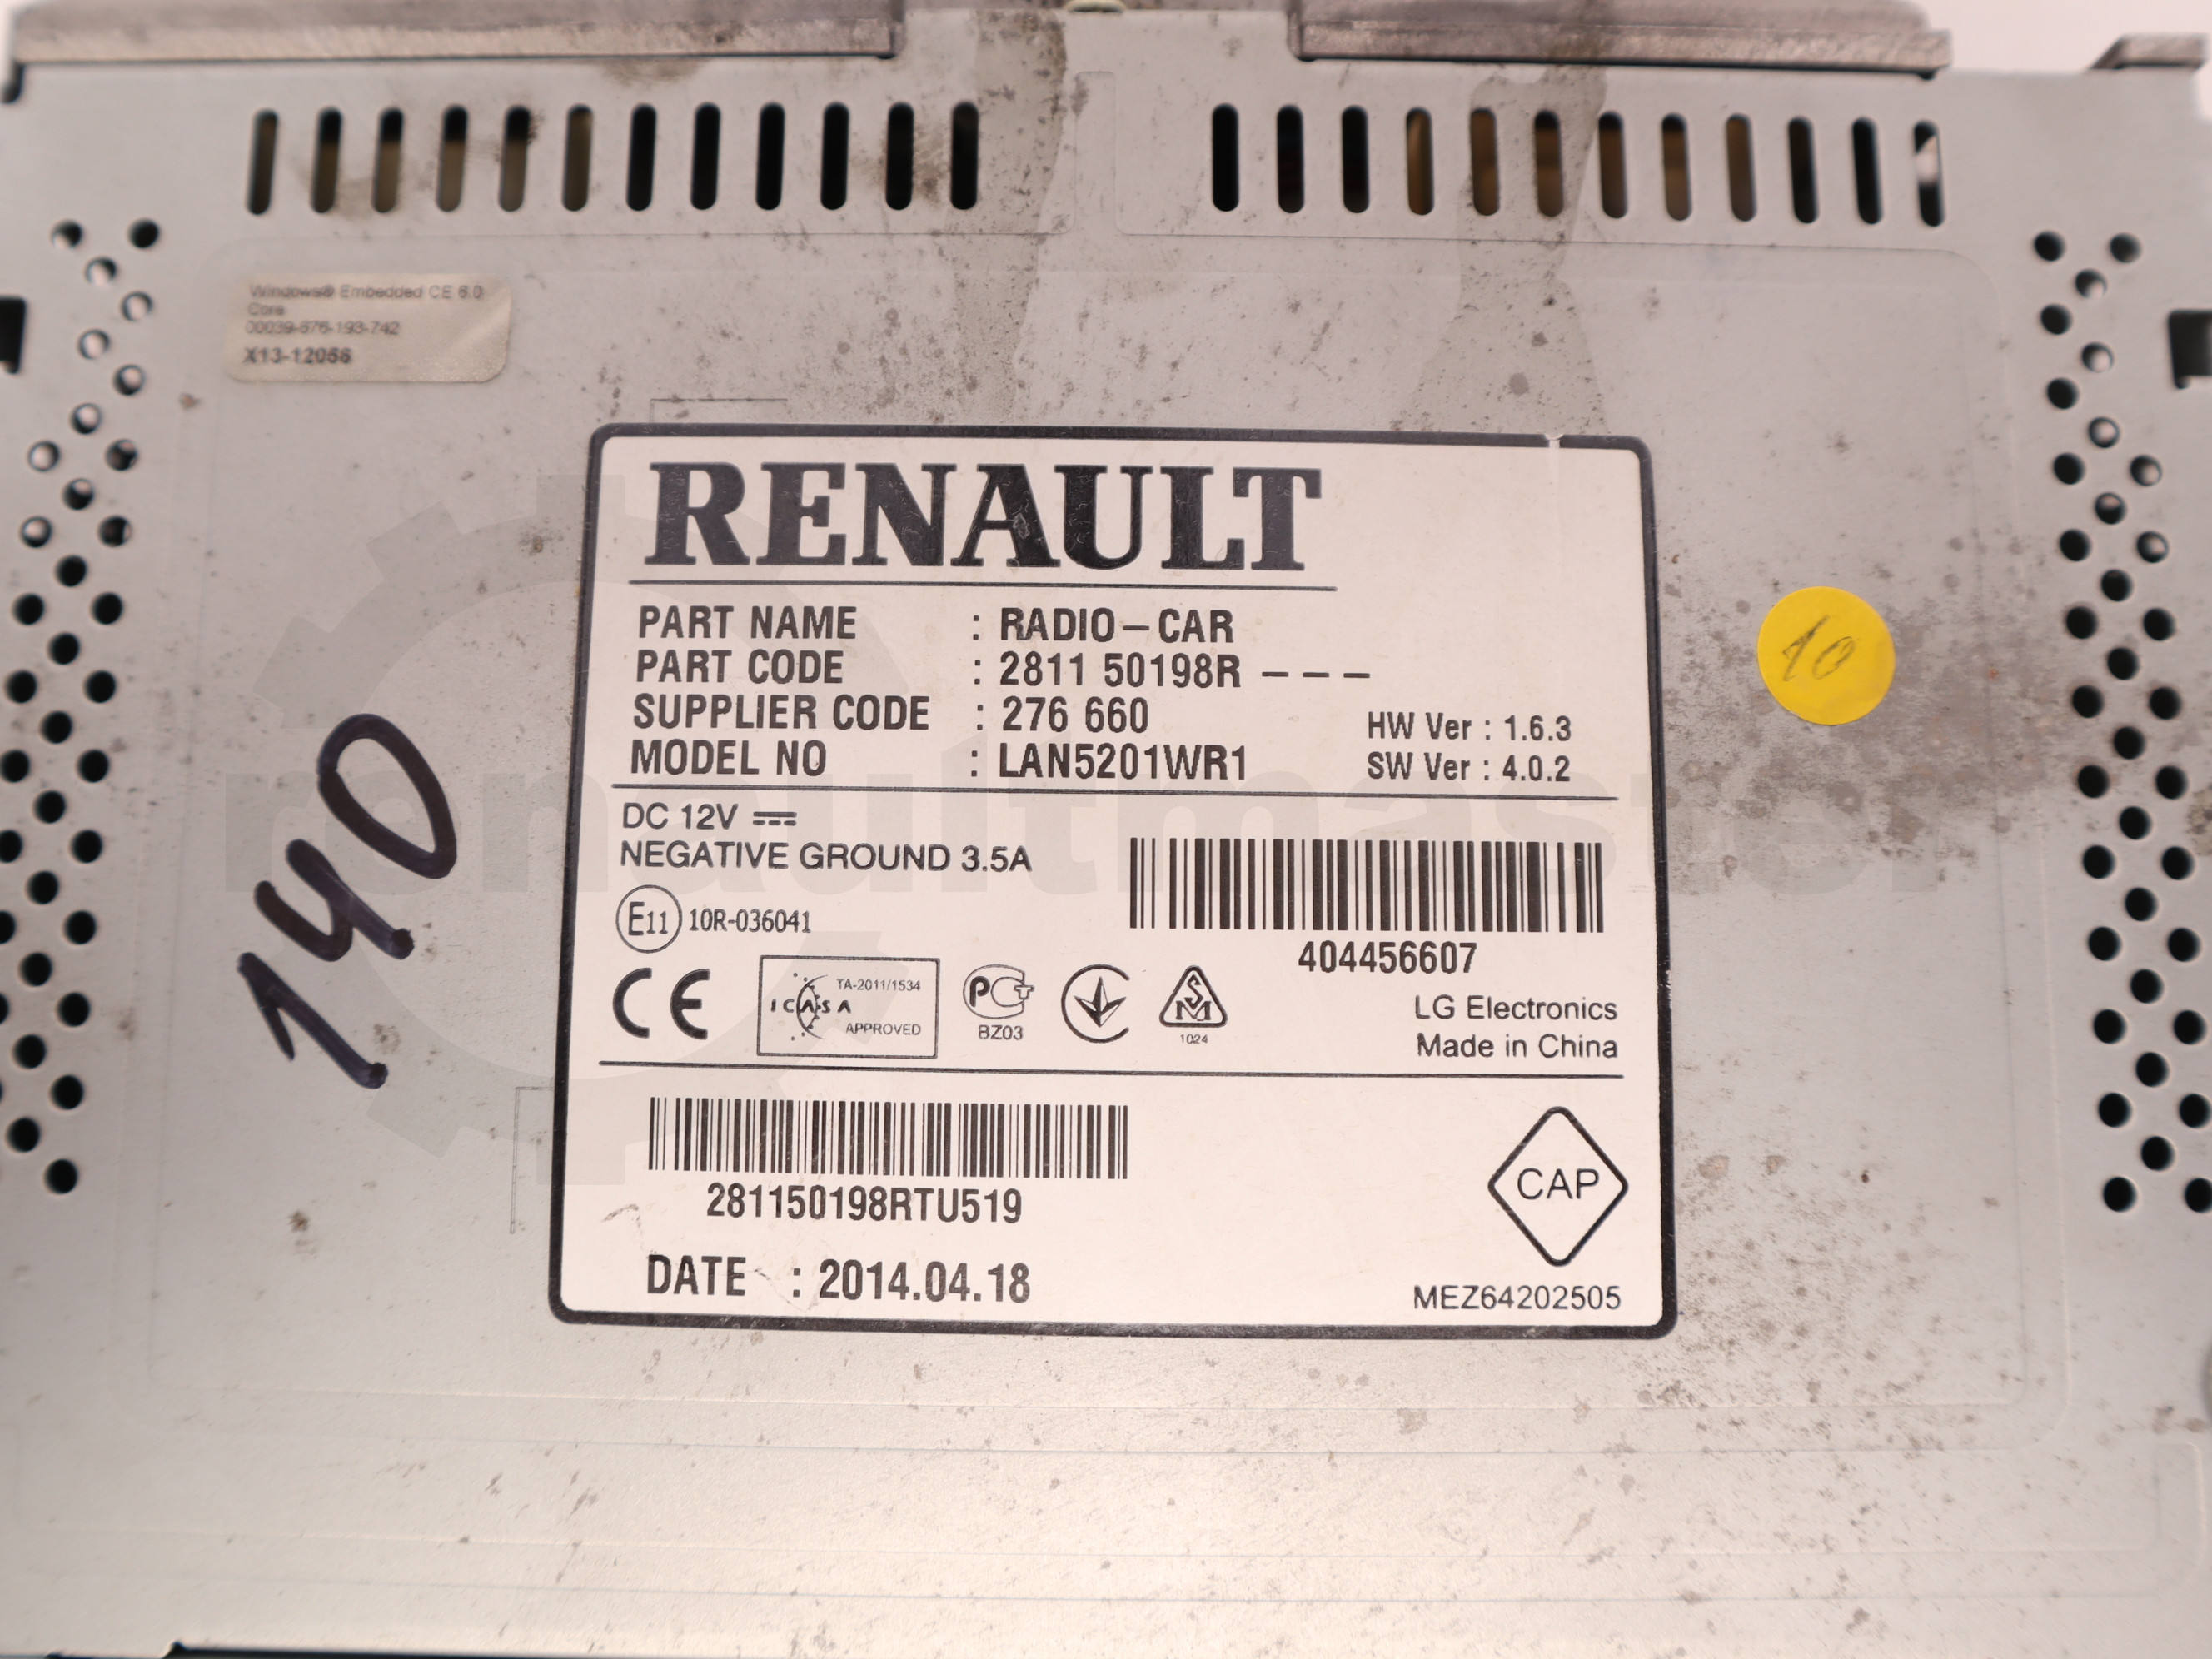 Windows® Embedded CE 6.0
Core
00039-876-193-742
X13-12056
RENAULT
PART NAME : RADIO-CAR
PART CODE : 2811 50198R ---
SUPPLIER CODE : 276 660
HW Ver : 1.6.3
MODEL NO : LAN5201WR1
SW Ver : 4.0.2
10
140
renaultmaster
DC 12V
NEGATIVE GROUND 3.5A
E11 10R-036041
404456607
CE
TA-2011/1534
ICASA
APPROVED
PCT
BZ03
SM
1024
LG Electronics
Made in China
281150198RTU519
CAP
DATE : 2014.04.18
MEZ64202505